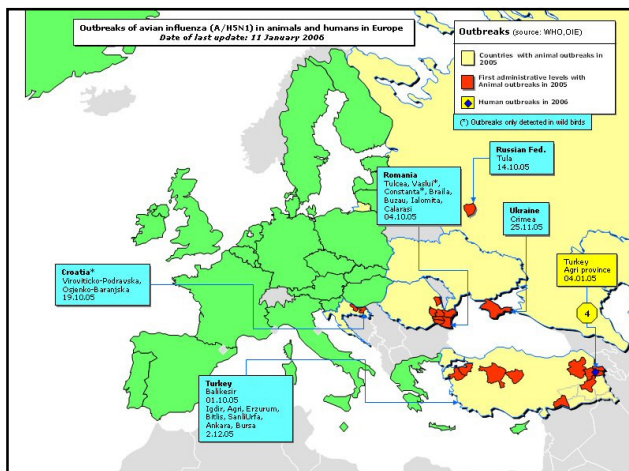 Outbreaks of avian influenza (A/H5N1) in animals and humans in Europe
Date of last update: 11 January 2006
Outbreaks (source: WHO,OIE)
Countries with animal outbreaks in
2005
First administrative levels with
Animal outbreaks in 2005
Human outbreaks in 2006
(*) Outbreaks only detected in wild birds
Russian Fed.
Tula
14.10.05
Romania
Tulcea, Vaslui*,
Constanta*, Braila,
Buzau, Ialomita,
Calarasi
04.10.05
Ukraine
Crimea
25.11.05
Turkey
Agri province
04.01.05
4
Croatia*
Viroviticko-Podravska,
Osjenko-Baranjska
19.10.05
Turkey
Balikesir
01.10.05
Igdir, Agri, Erzurum,
Bitlis, SanliUrfa,
Ankara, Bursa
2.12.05